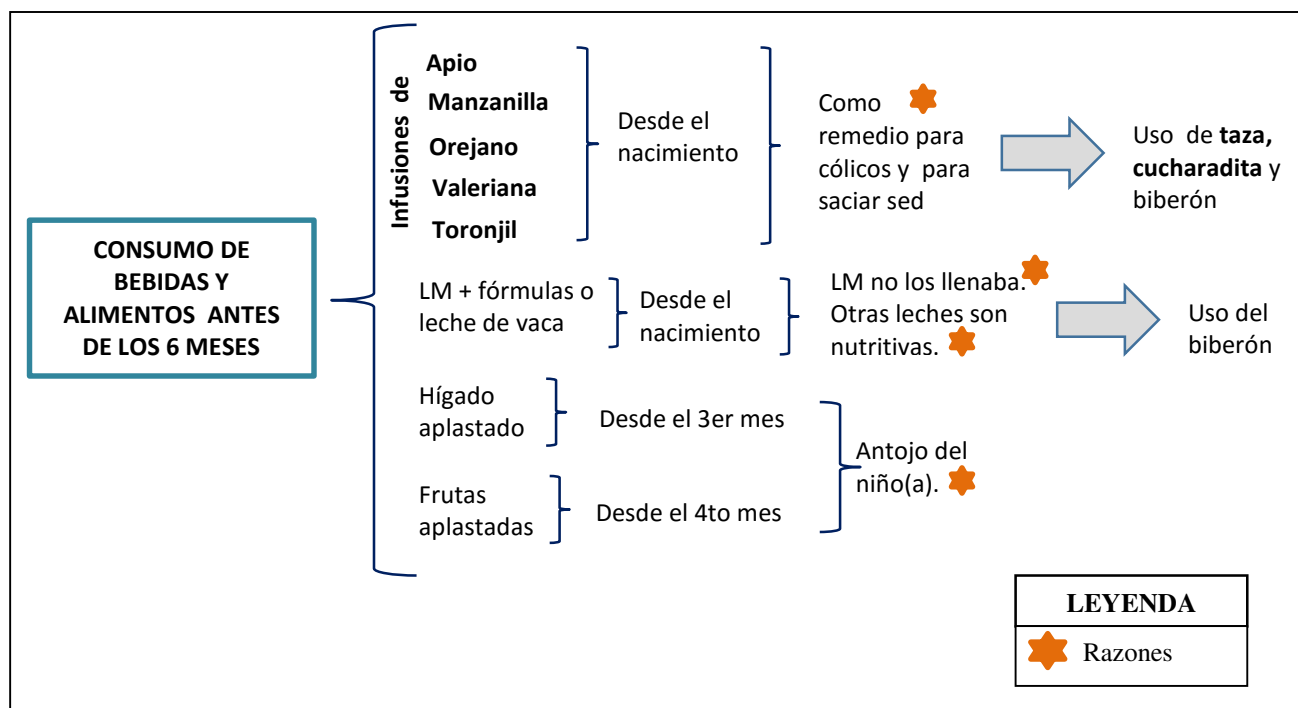 CONSUMO DE
BEBIDAS Y
ALIMENTOS ANTES
DE LOS 6 MESES
Infusiones de
Apio
Manzanilla
Orejano
Valeriana
Toronjil
Desde el
nacimiento
Como
remedio para
cólicos y para
saciar sed
Uso de taza,
cucharadita y
biberón
LM + fórmulas o
leche de vaca
Desde el
nacimiento
LM no los llenaba.
Otras leches son
nutritivas.
Uso del
biberón
Hígado
aplastado
Desde el 3er mes
Frutas
aplastadas
Desde el 4to mes
Antojo del
niño(a).
LEYENDA
Razones